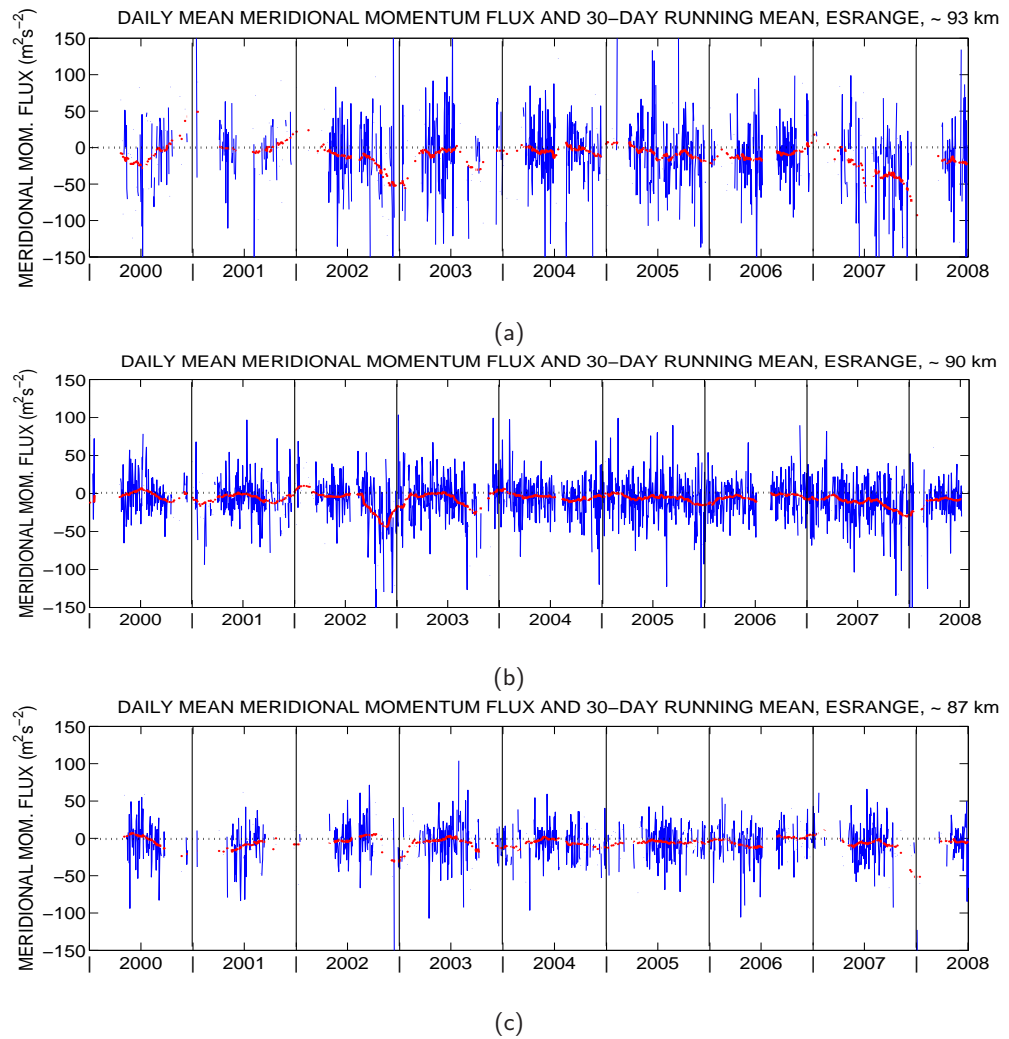 DAILY MEAN MERIDIONAL MOMENTUM FLUX AND 30−DAY RUNNING MEAN, ESRANGE, ~ 93 km
MERIDIONAL MOM. FLUX (m²s⁻²)
150
100
50
0
−50
−100
−150
| 2000 | 2001 | 2002 | 2003 | 2004 | 2005 | 2006 | 2007 | 2008
(a)
DAILY MEAN MERIDIONAL MOMENTUM FLUX AND 30−DAY RUNNING MEAN, ESRANGE, ~ 90 km
MERIDIONAL MOM. FLUX (m²s⁻²)
150
100
50
0
−50
−100
−150
| 2000 | 2001 | 2002 | 2003 | 2004 | 2005 | 2006 | 2007 | 2008
(b)
DAILY MEAN MERIDIONAL MOMENTUM FLUX AND 30−DAY RUNNING MEAN, ESRANGE, ~ 87 km
MERIDIONAL MOM. FLUX (m²s⁻²)
150
100
50
0
−50
−100
−150
| 2000 | 2001 | 2002 | 2003 | 2004 | 2005 | 2006 | 2007 | 2008
(c)